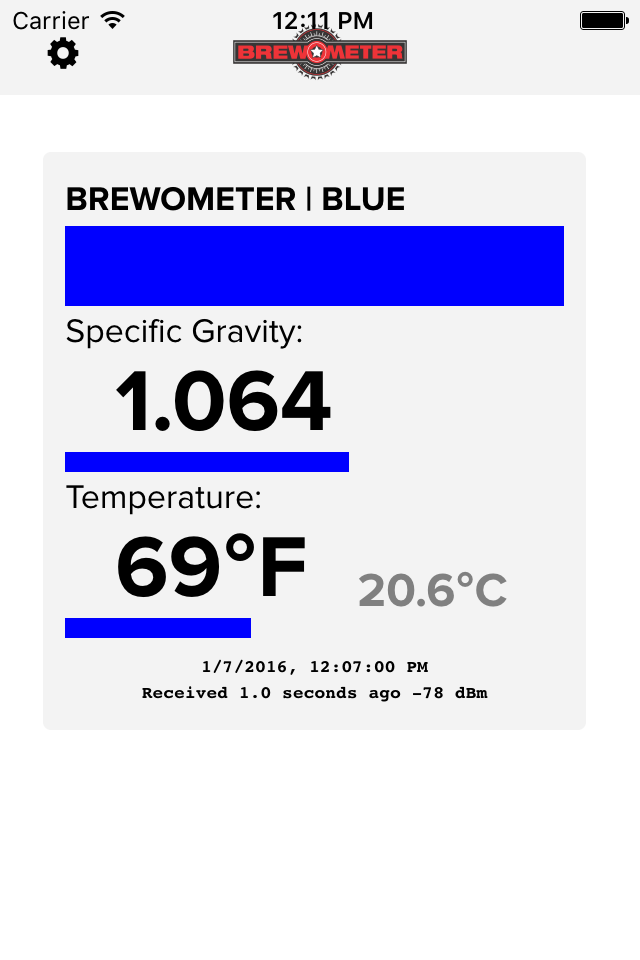 Carrier 12:11 PM
BREWOMETER
BREWOMETER | BLUE
Specific Gravity:
1.064
Temperature:
69°F 20.6°C
1/7/2016, 12:07:00 PM
Received 1.0 seconds ago -78 dBm